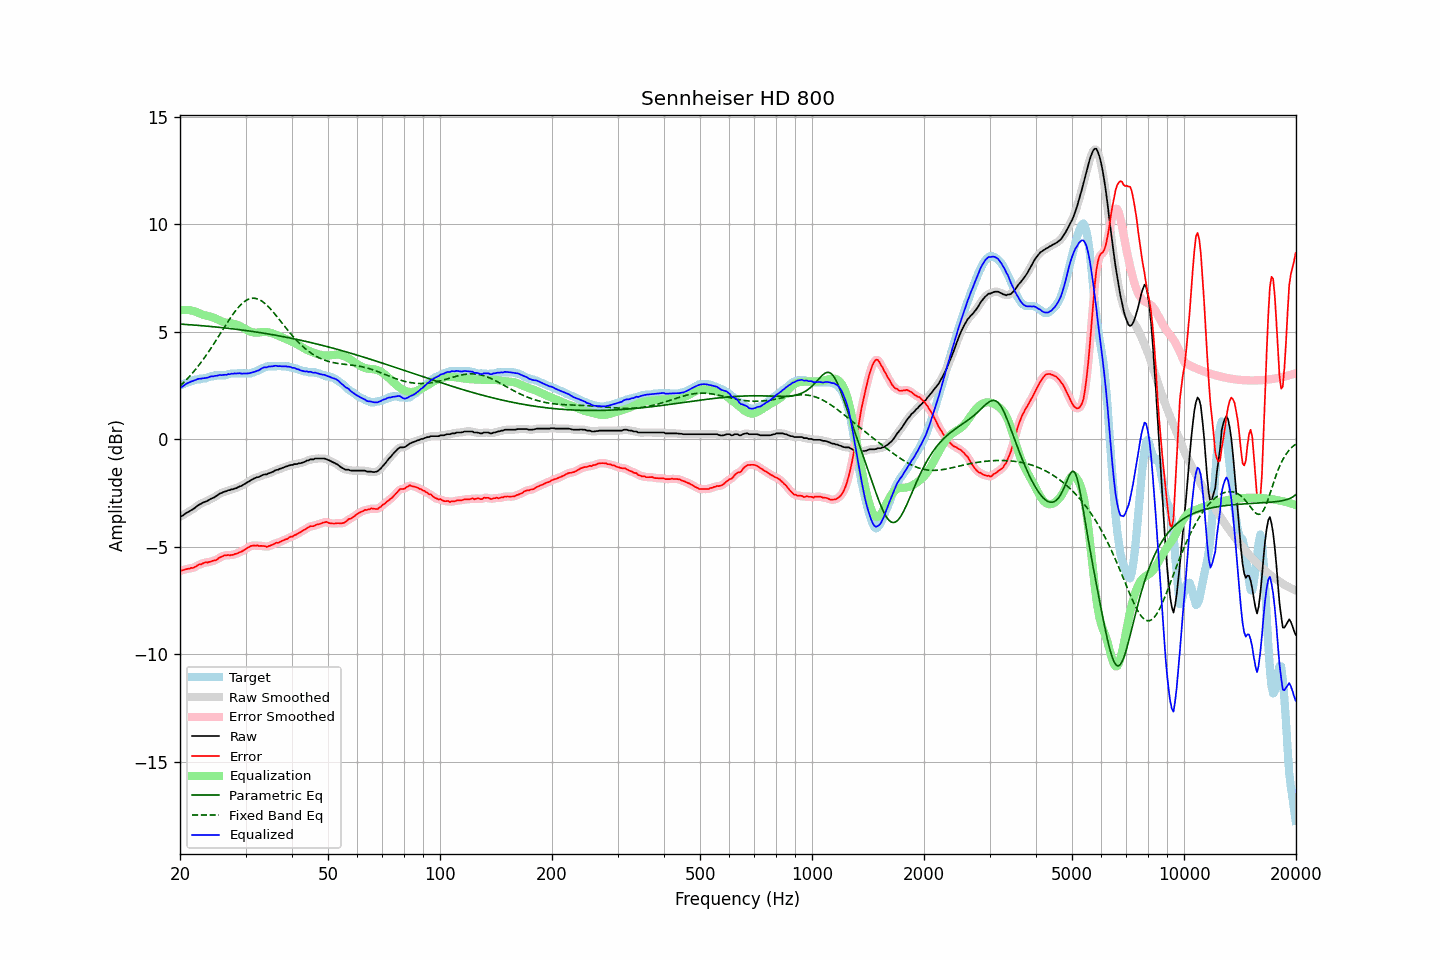 Sennheiser HD 800
15
10
5
0
−5
−10
−15
Amplitude (dBr)
Target
Raw Smoothed
Error Smoothed
Raw
Error
Equalization
Parametric Eq
Fixed Band Eq
Equalized
20 50 100 200 500 1000 2000 5000 10000 20000
Frequency (Hz)